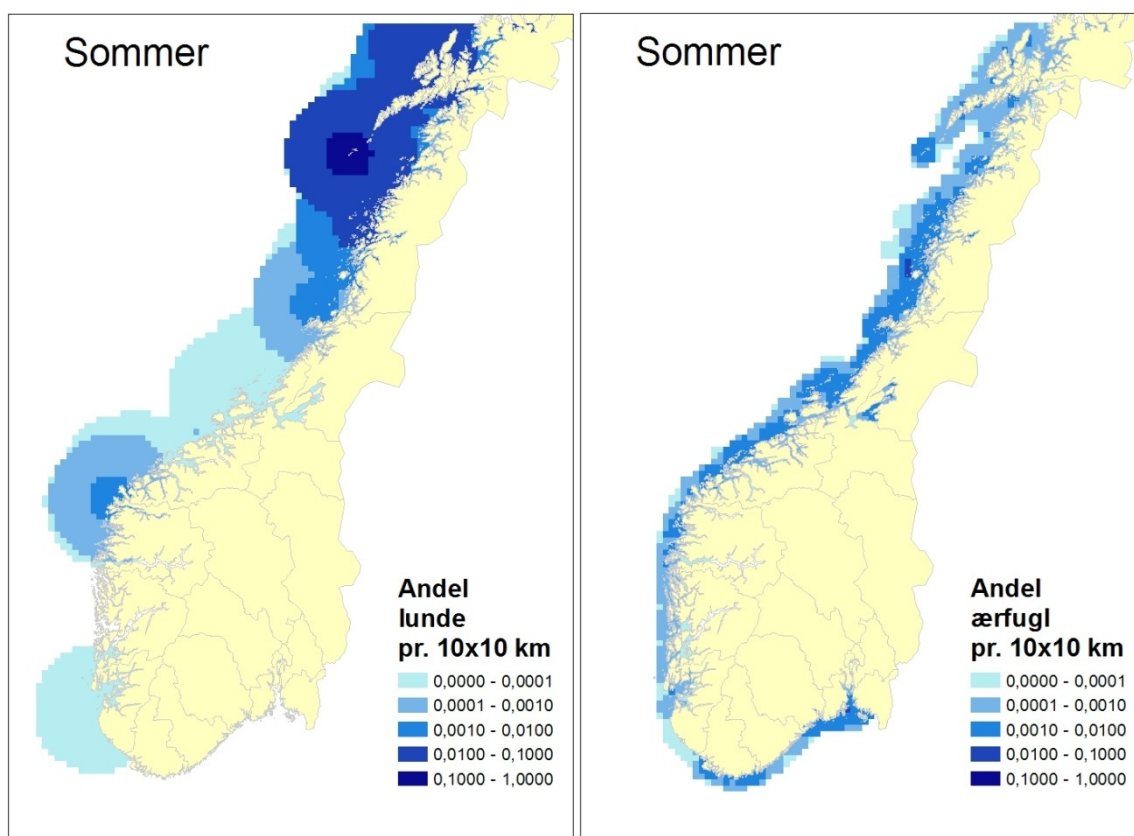 Sommer
Andel
lunde
pr. 10x10 km
0,0000 - 0,0001
0,0001 - 0,0010
0,0010 - 0,0100
0,0100 - 0,1000
0,1000 - 1,0000
Sommer
Andel
ærfugl
pr. 10x10 km
0,0000 - 0,0001
0,0001 - 0,0010
0,0010 - 0,0100
0,0100 - 0,1000
0,1000 - 1,0000